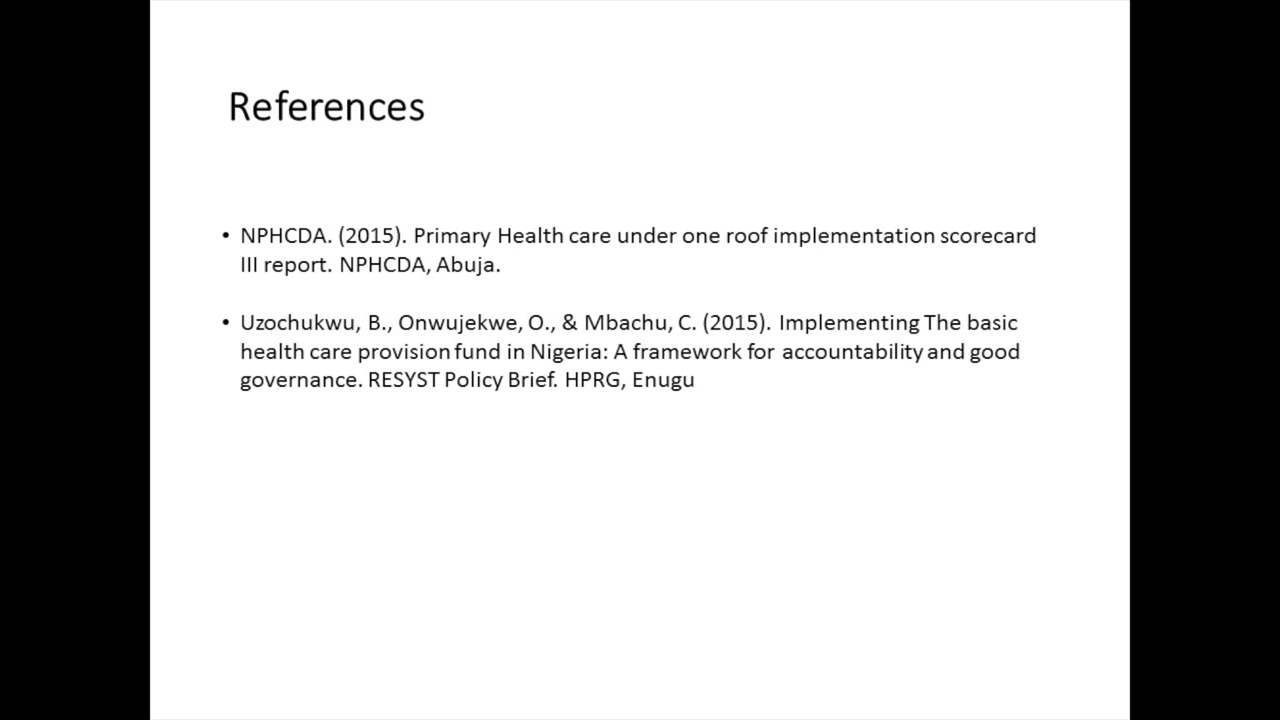 References
• NPHCDA. (2015). Primary Health care under one roof implementation scorecard
III report. NPHCDA, Abuja.
• Uzochukwu, B., Onwujekwe, O., & Mbachu, C. (2015). Implementing The basic
health care provision fund in Nigeria: A framework for accountability and good
governance. RESYST Policy Brief. HPRG, Enugu